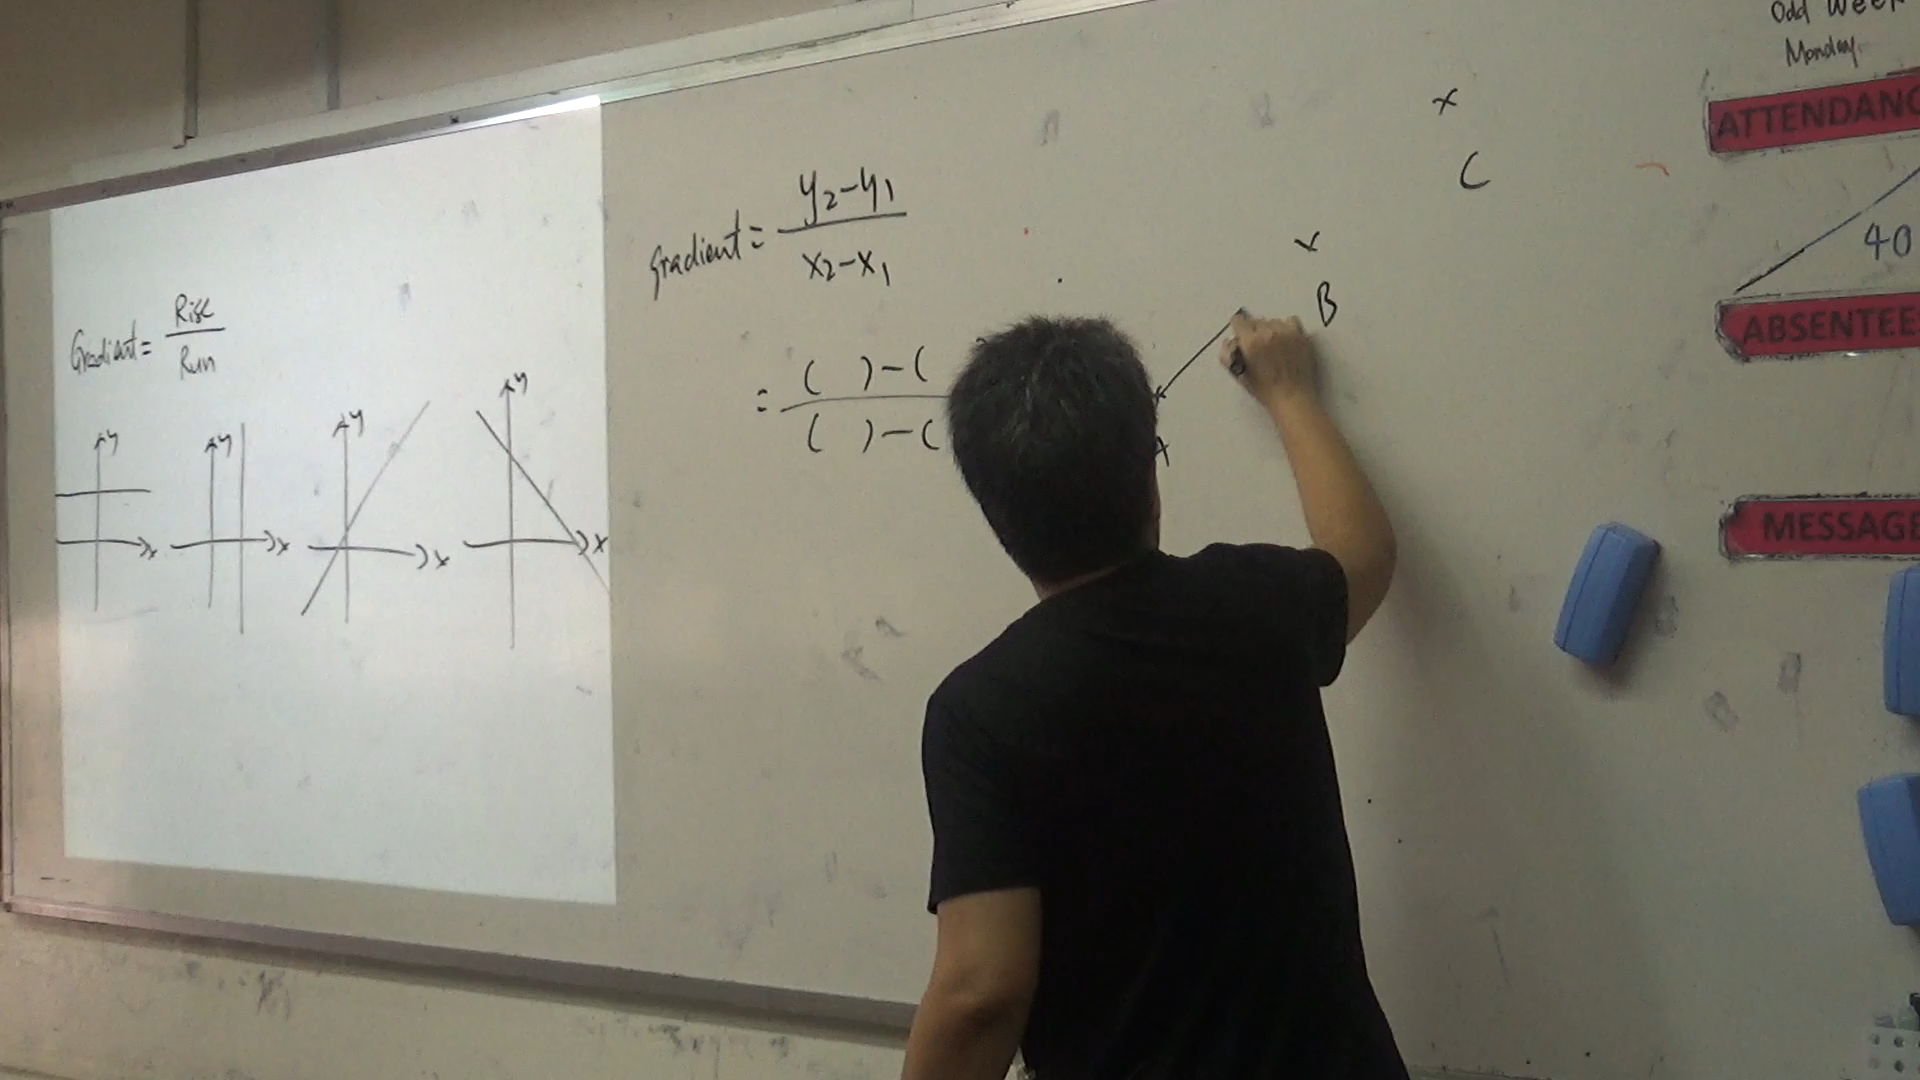 Odd Week
Monday
ATTENDANC
40
ABSENTEE
MESSAGE
Gradient = Rise
Run
y
x
y
x
y
x
y
x
Gradient = y2-y1
x2-x1
= ( ) - (
( ) - (
x
C
x
B
A